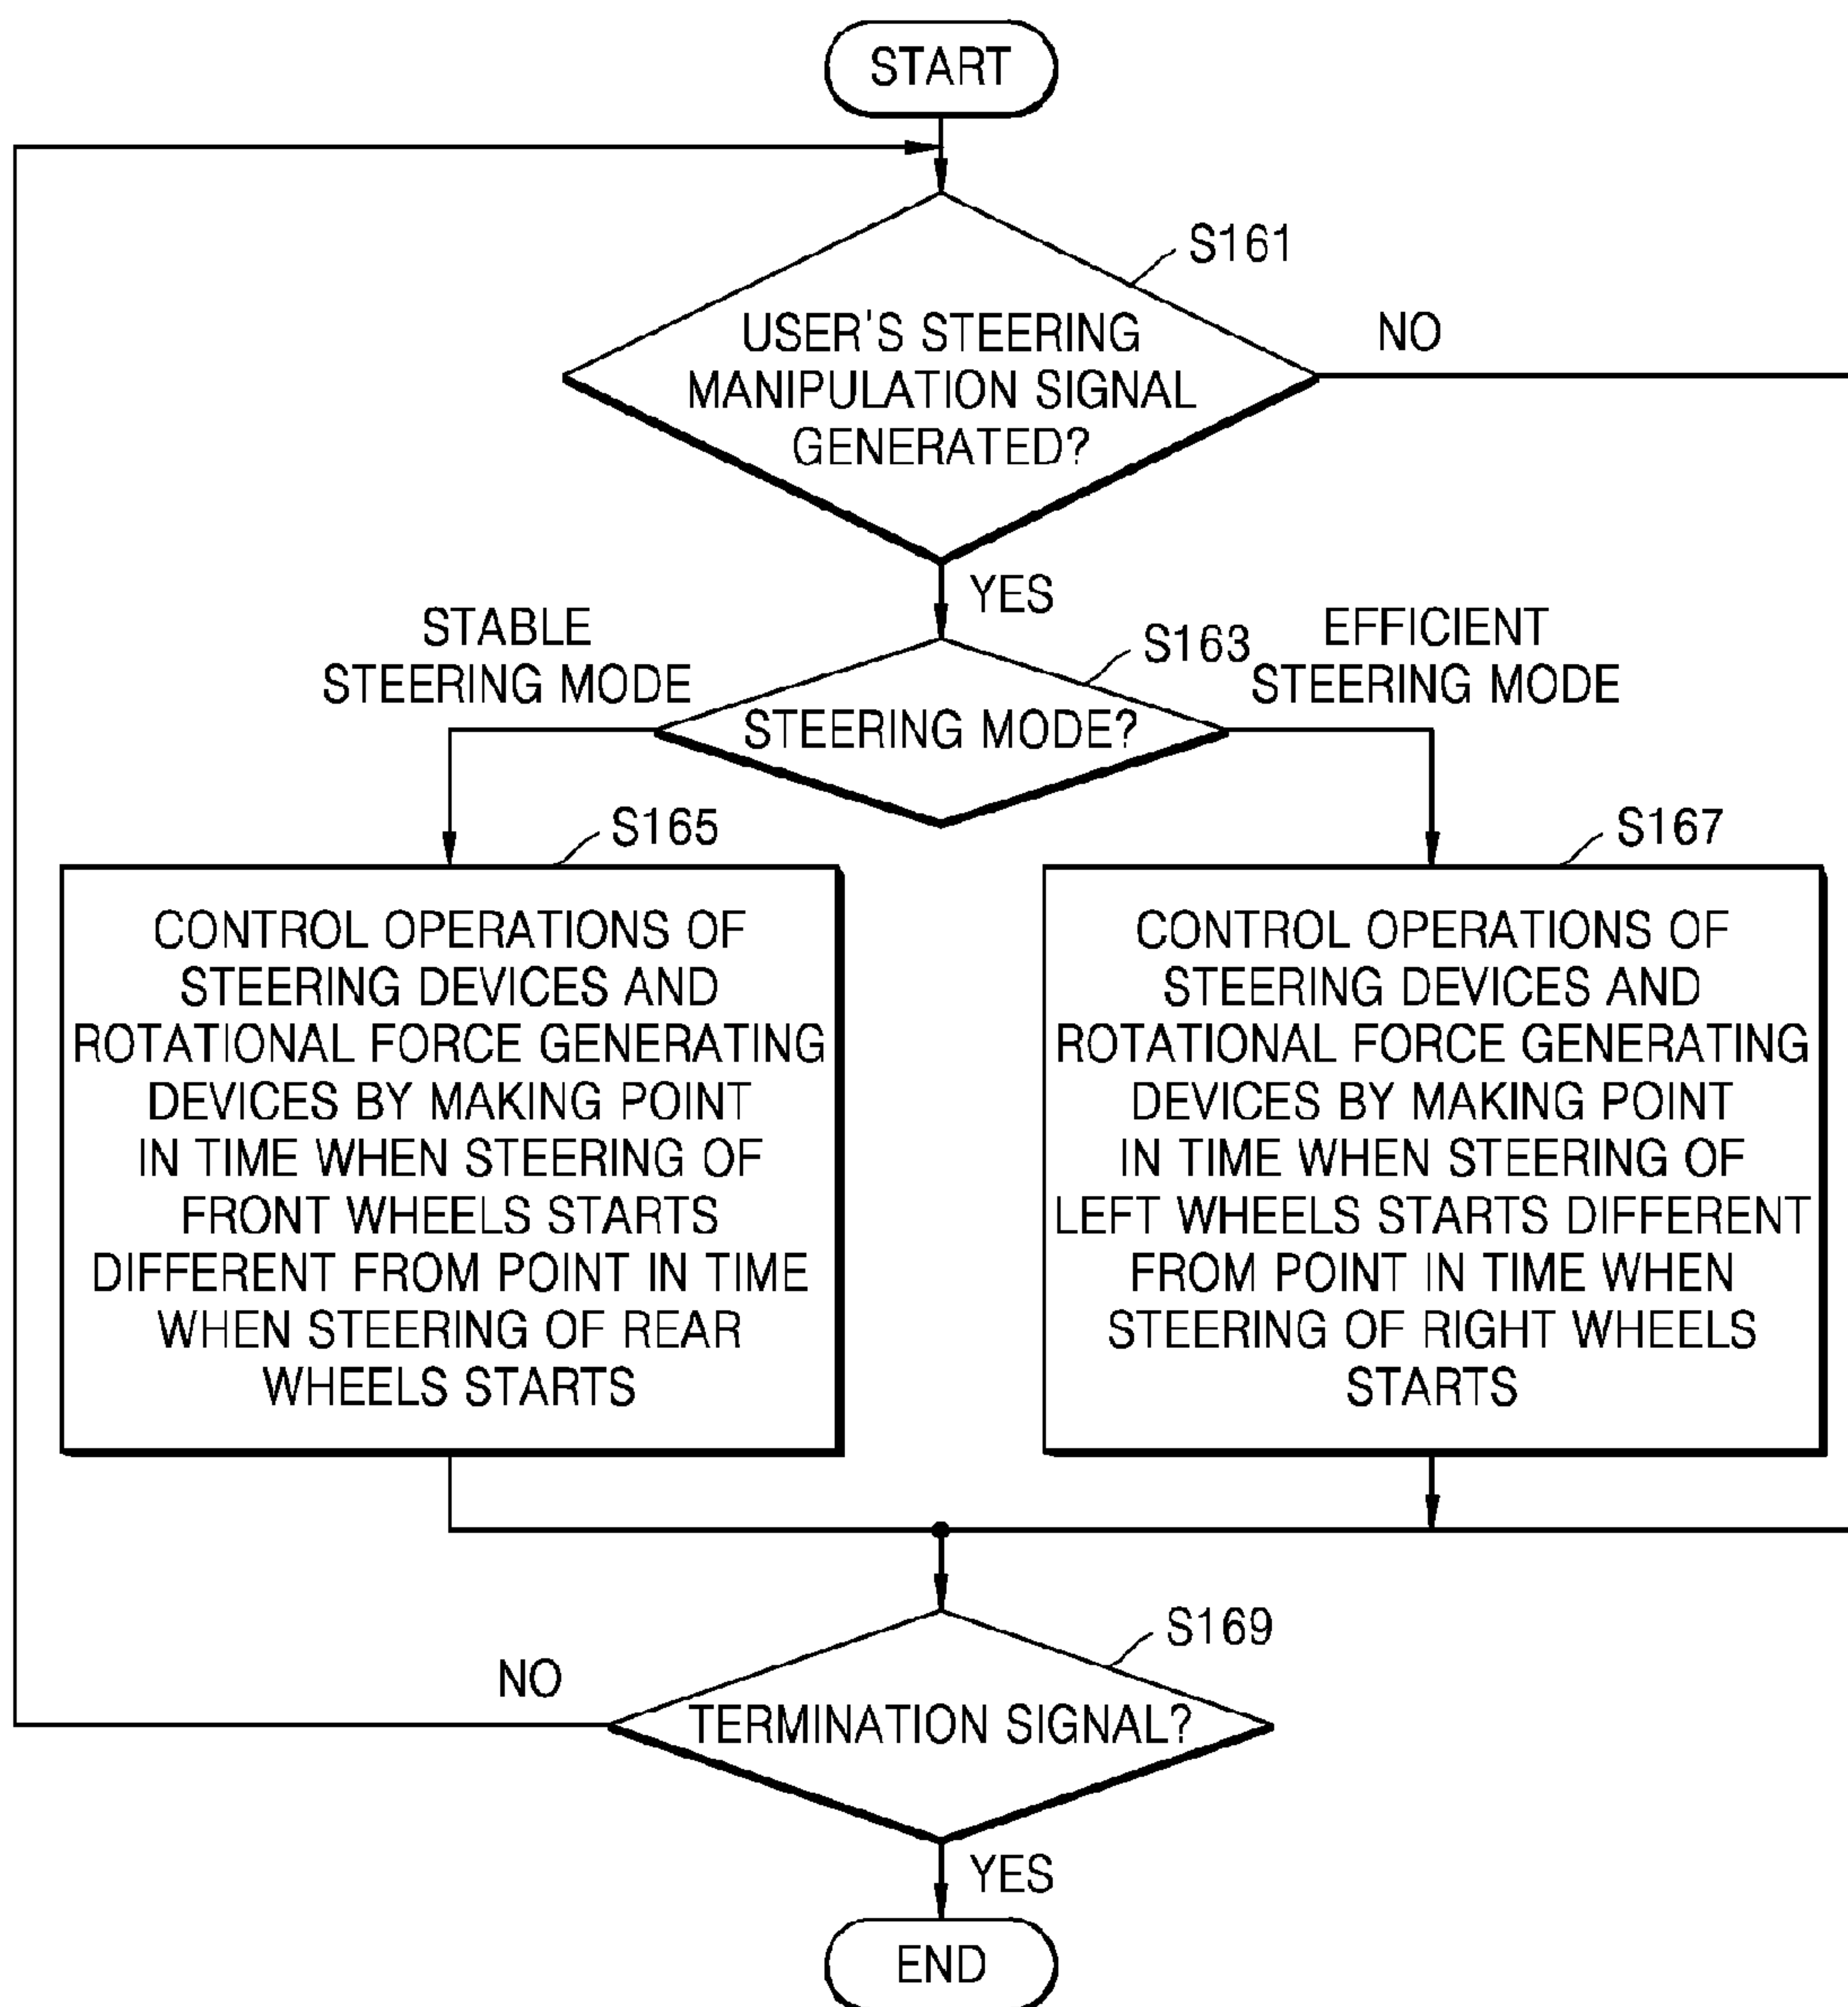 START
S161
USER'S STEERING
MANIPULATION SIGNAL
GENERATED?
NO
YES
STABLE
STEERING MODE
S163
EFFICIENT
STEERING MODE
STEERING MODE?
S165
CONTROL OPERATIONS OF
STEERING DEVICES AND
ROTATIONAL FORCE GENERATING
DEVICES BY MAKING POINT
IN TIME WHEN STEERING OF
FRONT WHEELS STARTS
DIFFERENT FROM POINT IN TIME
WHEN STEERING OF REAR
WHEELS STARTS
S167
CONTROL OPERATIONS OF
STEERING DEVICES AND
ROTATIONAL FORCE GENERATING
DEVICES BY MAKING POINT
IN TIME WHEN STEERING OF
LEFT WHEELS STARTS DIFFERENT
FROM POINT IN TIME WHEN
STEERING OF RIGHT WHEELS
STARTS
S169
NO
TERMINATION SIGNAL?
YES
END